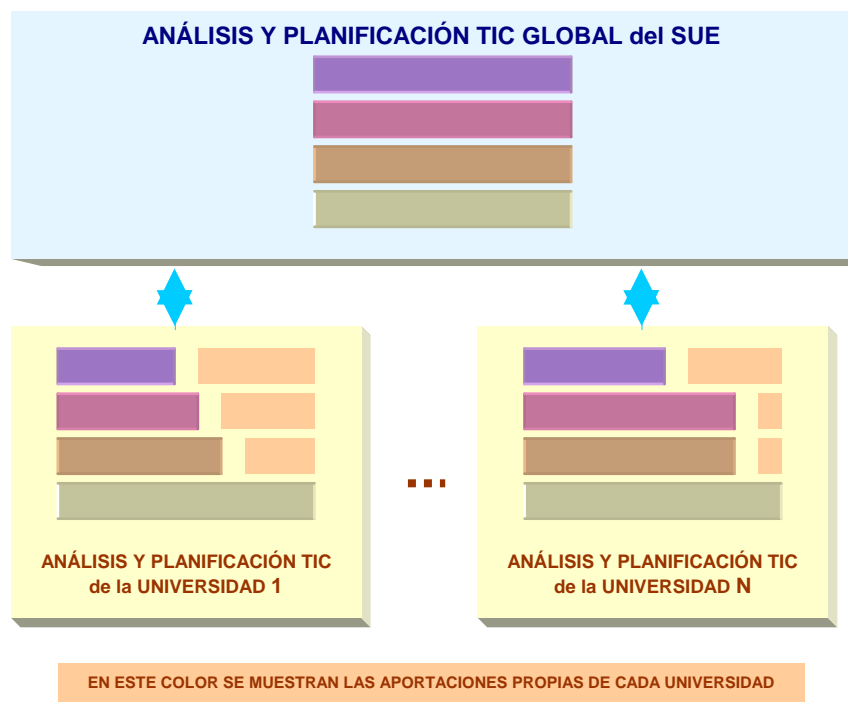 ANÁLISIS Y PLANIFICACIÓN TIC GLOBAL del SUE
...
ANÁLISIS Y PLANIFICACIÓN TIC
de la UNIVERSIDAD 1
ANÁLISIS Y PLANIFICACIÓN TIC
de la UNIVERSIDAD N
EN ESTE COLOR SE MUESTRAN LAS APORTACIONES PROPIAS DE CADA UNIVERSIDAD